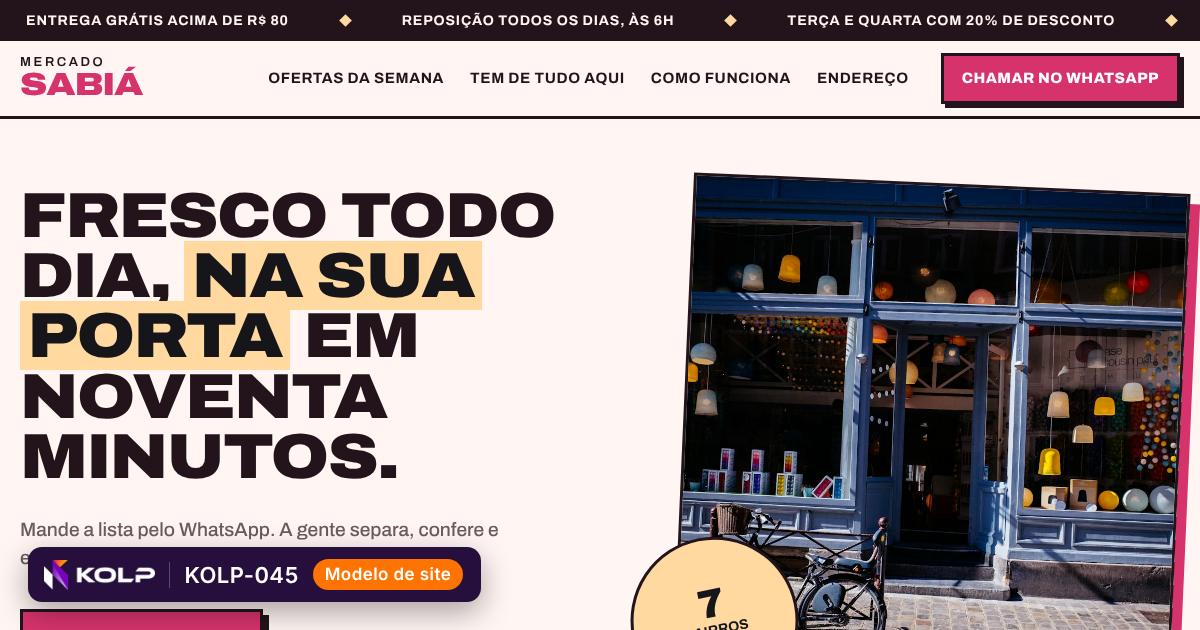 ENTREGA GRÁTIS ACIMA DE R$ 80 REPOSIÇÃO TODOS OS DIAS, ÀS 6H TERÇA E QUARTA COM 20% DE DESCONTO
MERCADO
SABIÁ
OFERTAS DA SEMANA TEM DE TUDO AQUI COMO FUNCIONA ENDEREÇO CHAMAR NO WHATSAPP
FRESCO TODO
DIA, NA SUA
PORTA EM
NOVENTA
MINUTOS.
Mande a lista pelo WhatsApp. A gente separa, confere e
KOLP KOLP-045 Modelo de site
7